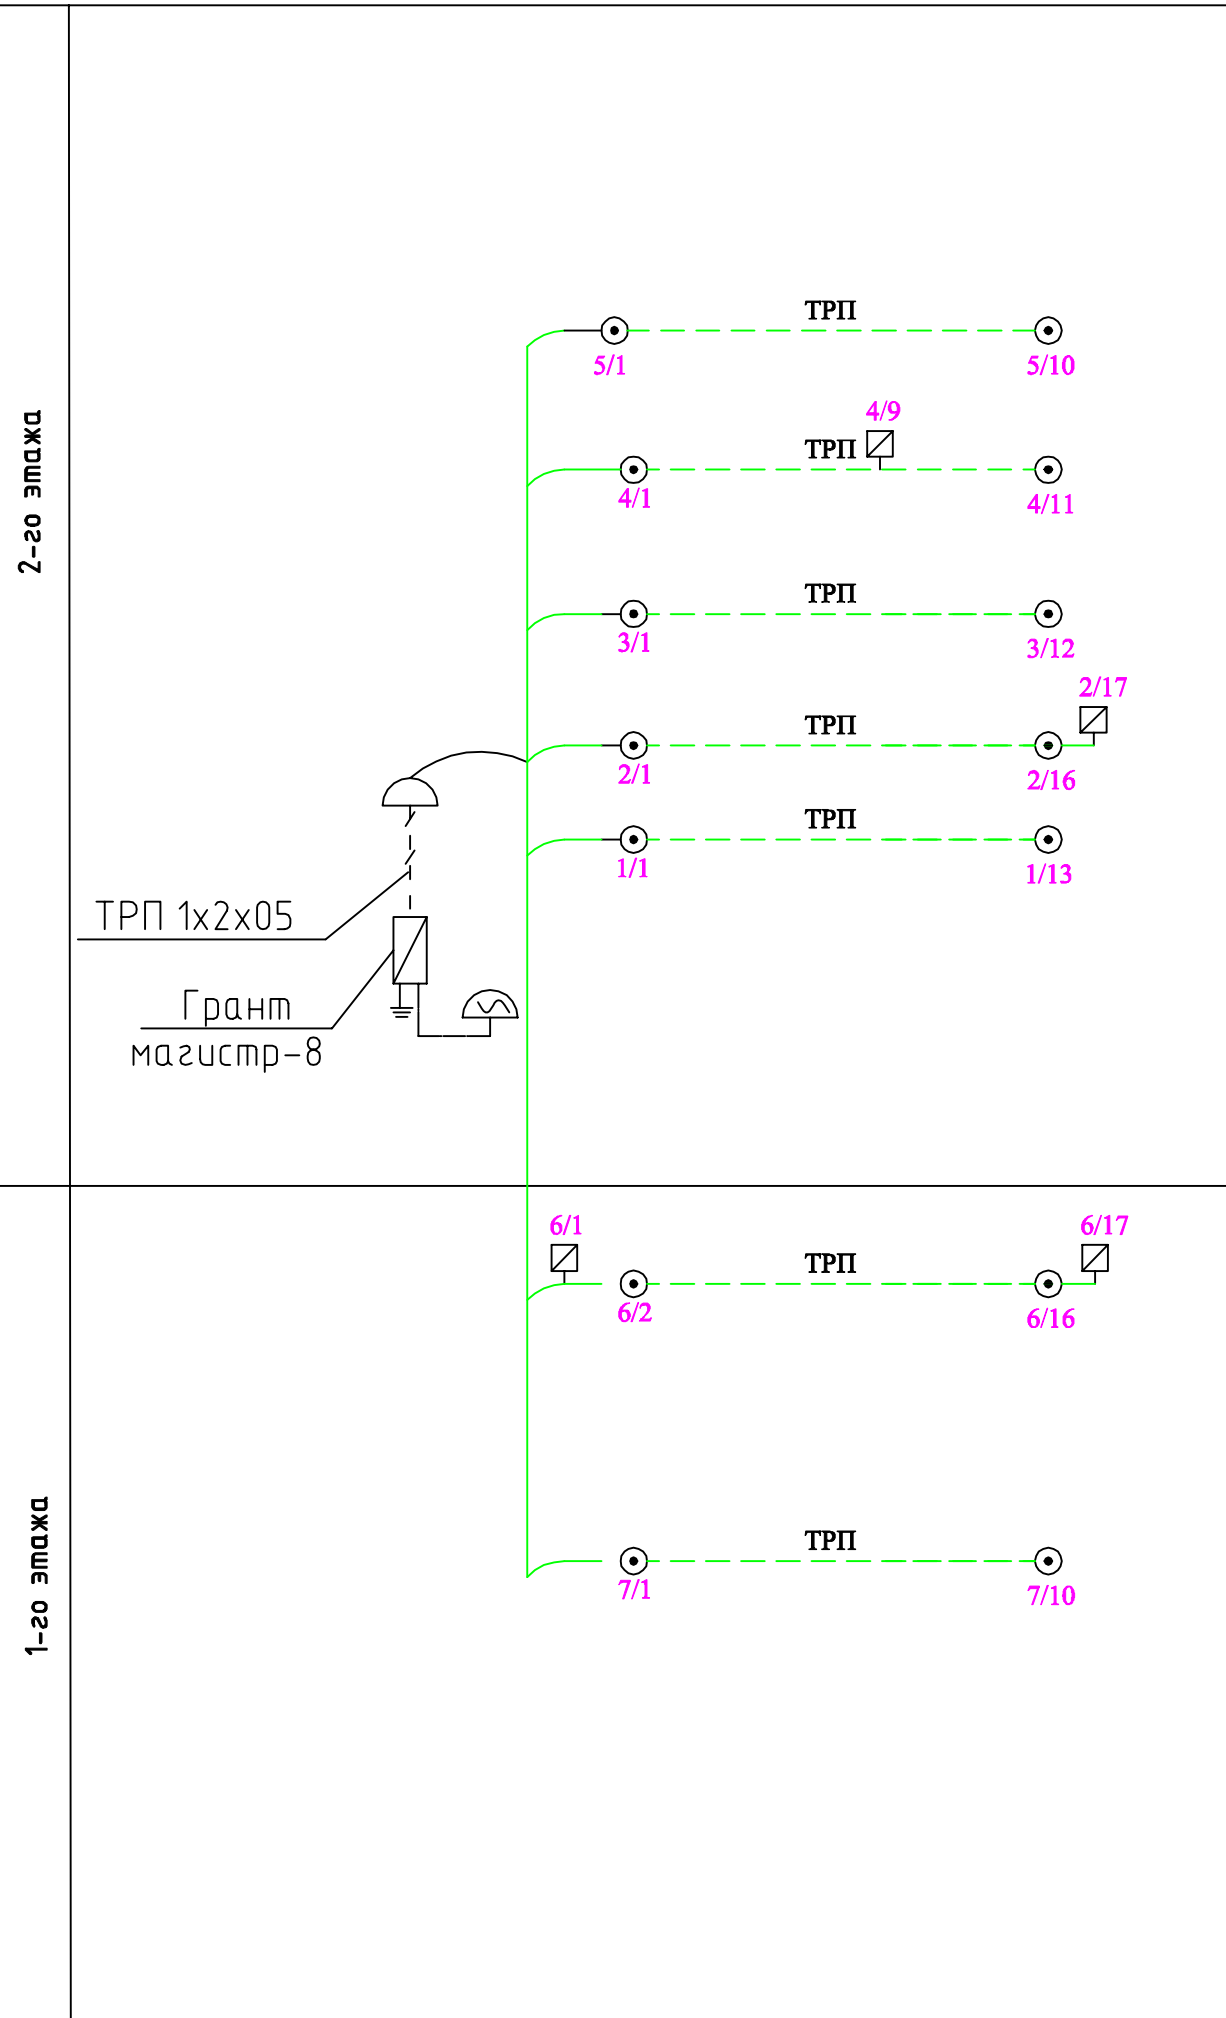 2-го этажа
ТРП
5/1
5/10
4/9
ТРП
4/1
4/11
ТРП
3/1
3/12
2/17
ТРП
2/1
2/16
ТРП
1/1
1/13
ТРП 1х2х05
Грант
магистр-8
1-го этажа
6/1
6/17
ТРП
6/2
6/16
ТРП
7/1
7/10